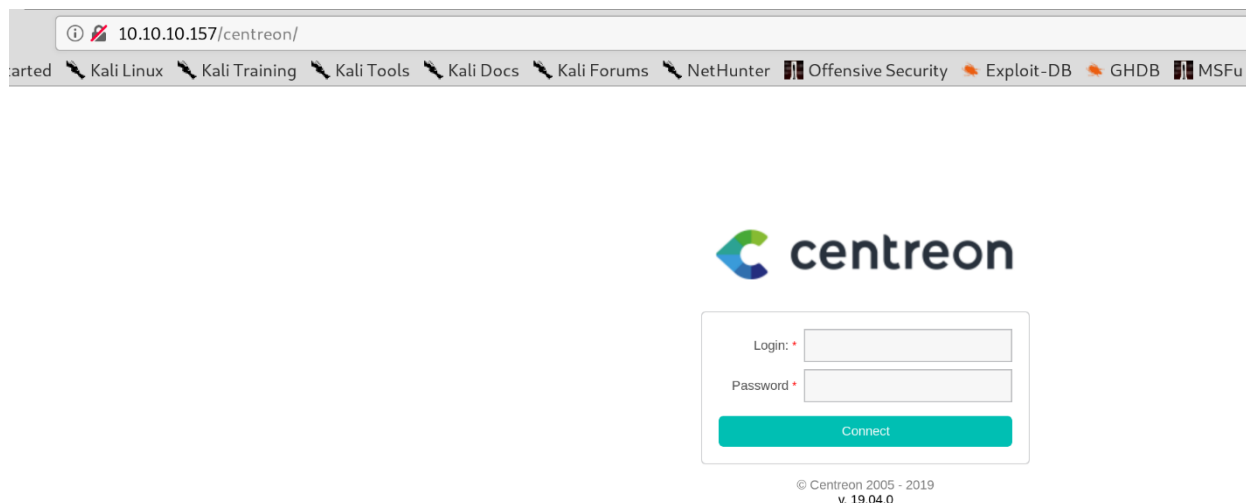 10.10.10.157/centreon/
arted Kali Linux Kali Training Kali Tools Kali Docs Kali Forums NetHunter Offensive Security Exploit-DB GHDB MSFu
centreon
Login: *
Password *
Connect
© Centreon 2005 - 2019
v. 19.04.0